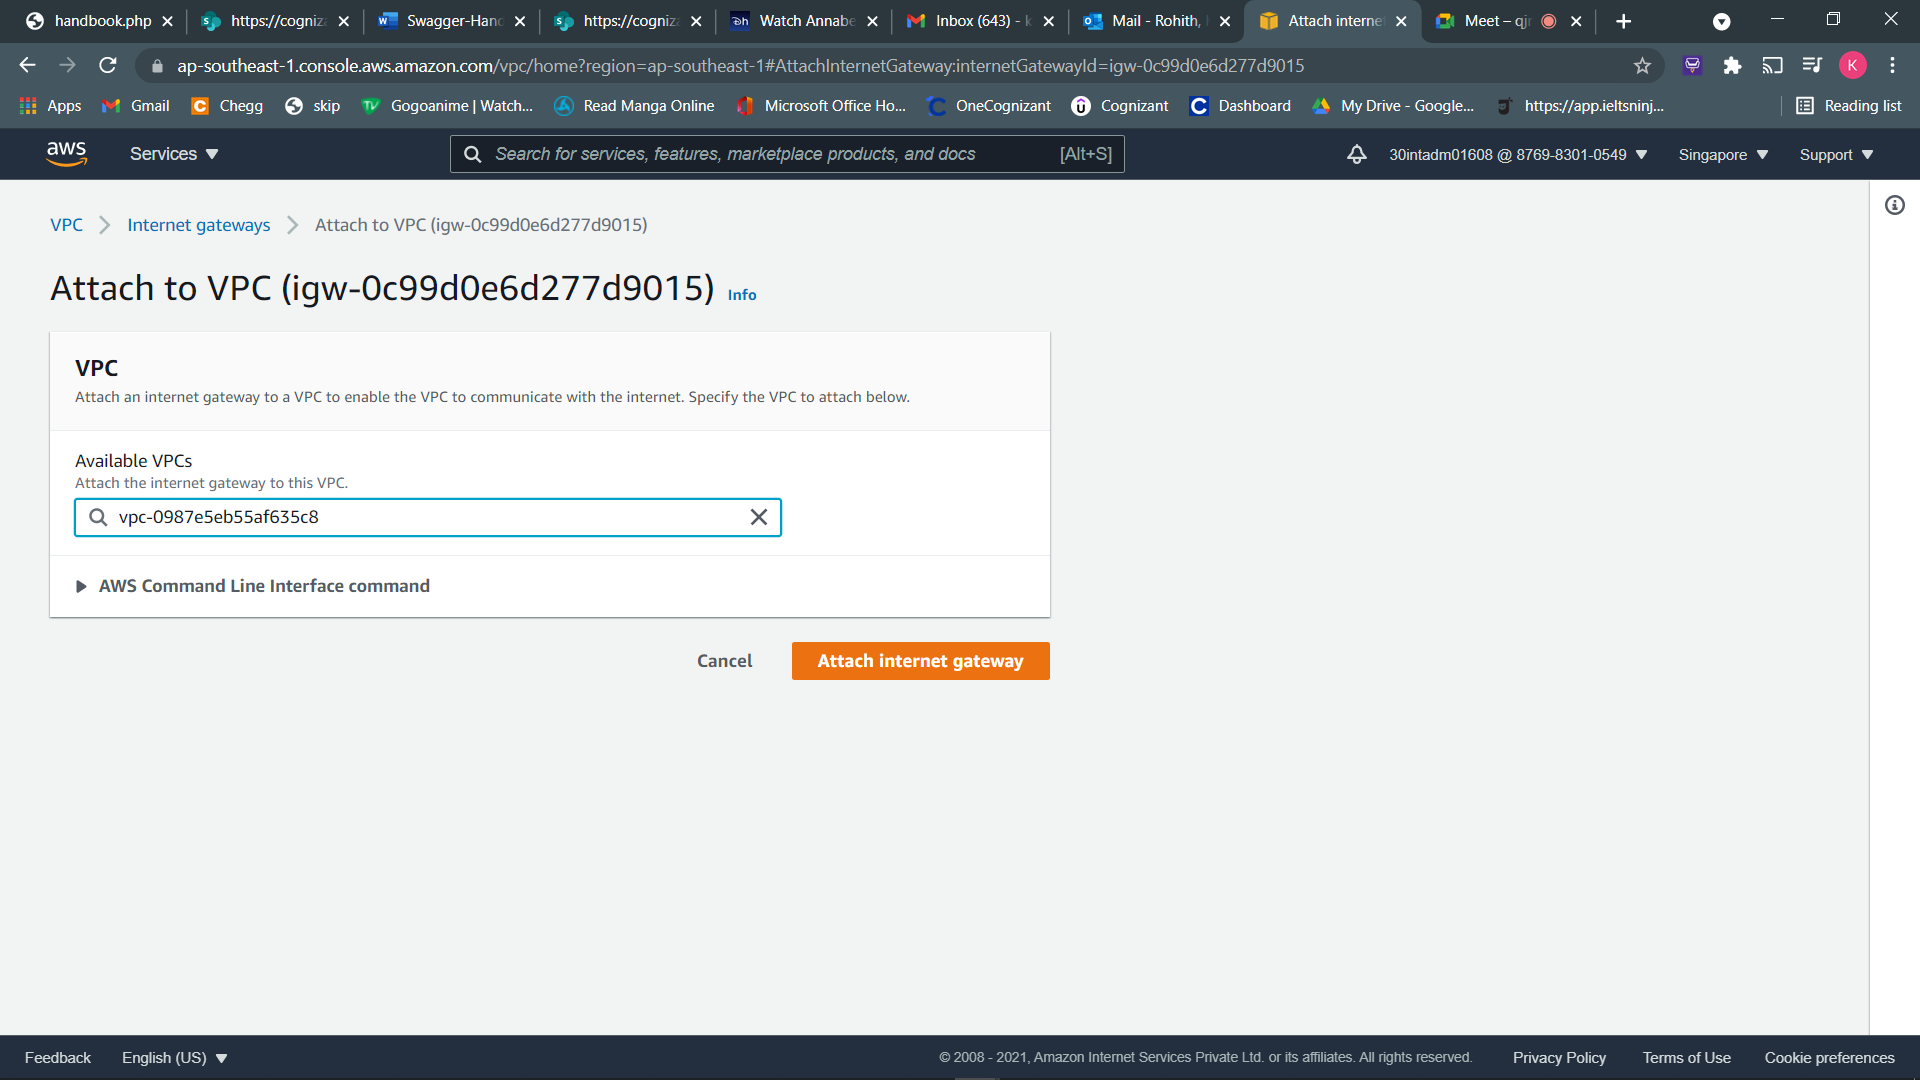 handbook.php
https://cogniza
Swagger-Hand
https://cogniza
Watch Annabe
Inbox (643) - k
Mail - Rohith,
Attach interne
Meet – qjr
ap-southeast-1.console.aws.amazon.com/vpc/home?region=ap-southeast-1#AttachInternetGateway:internetGatewayId=igw-0c99d0e6d277d9015
K
Apps
Gmail
Chegg
skip
Gogoanime | Watch...
Read Manga Online
Microsoft Office Ho...
OneCognizant
Cognizant
Dashboard
My Drive - Google...
https://app.ieltsninj...
Reading list
aws
Services
Search for services, features, marketplace products, and docs
[Alt+S]
30intadm01608 @ 8769-8301-0549
Singapore
Support
VPC
Internet gateways
Attach to VPC (igw-0c99d0e6d277d9015)
Attach to VPC (igw-0c99d0e6d277d9015) Info
VPC
Attach an internet gateway to a VPC to enable the VPC to communicate with the internet. Specify the VPC to attach below.
Available VPCs
Attach the internet gateway to this VPC.
vpc-0987e5eb55af635c8
AWS Command Line Interface command
Cancel
Attach internet gateway
Feedback
English (US)
© 2008 - 2021, Amazon Internet Services Private Ltd. or its affiliates. All rights reserved.
Privacy Policy
Terms of Use
Cookie preferences